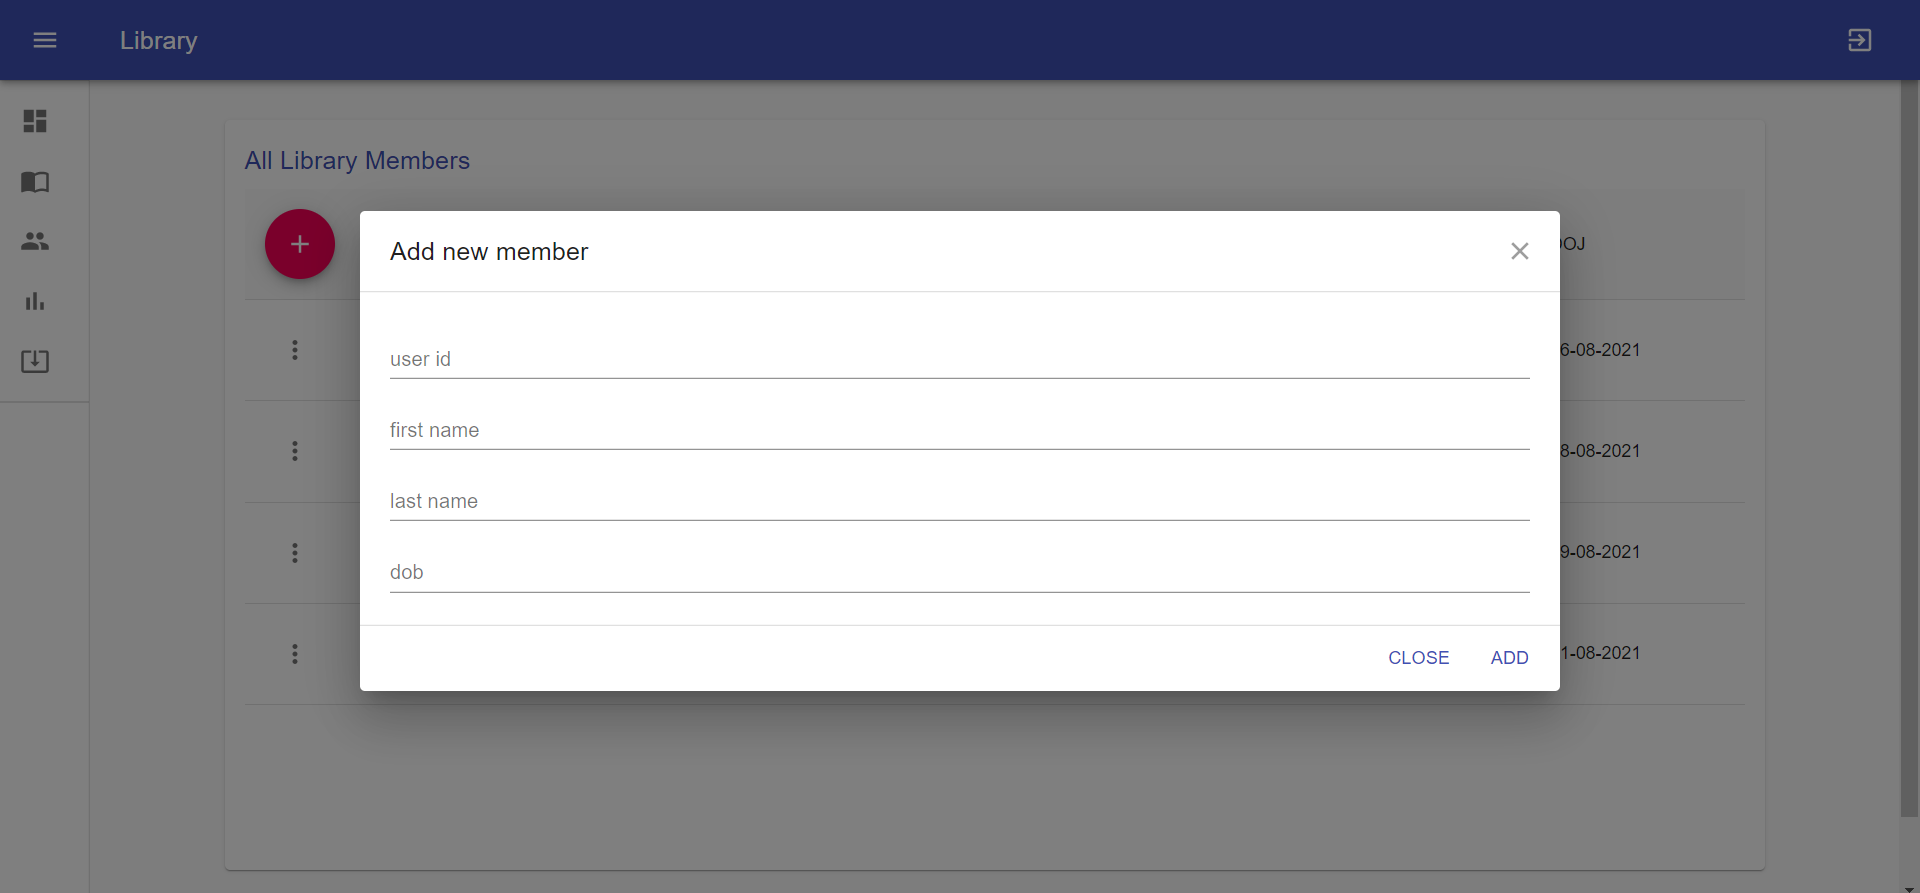 Library
All Library Members
Add new member
OJ
user id
6-08-2021
first name
8-08-2021
last name
9-08-2021
dob
1-08-2021
CLOSE ADD